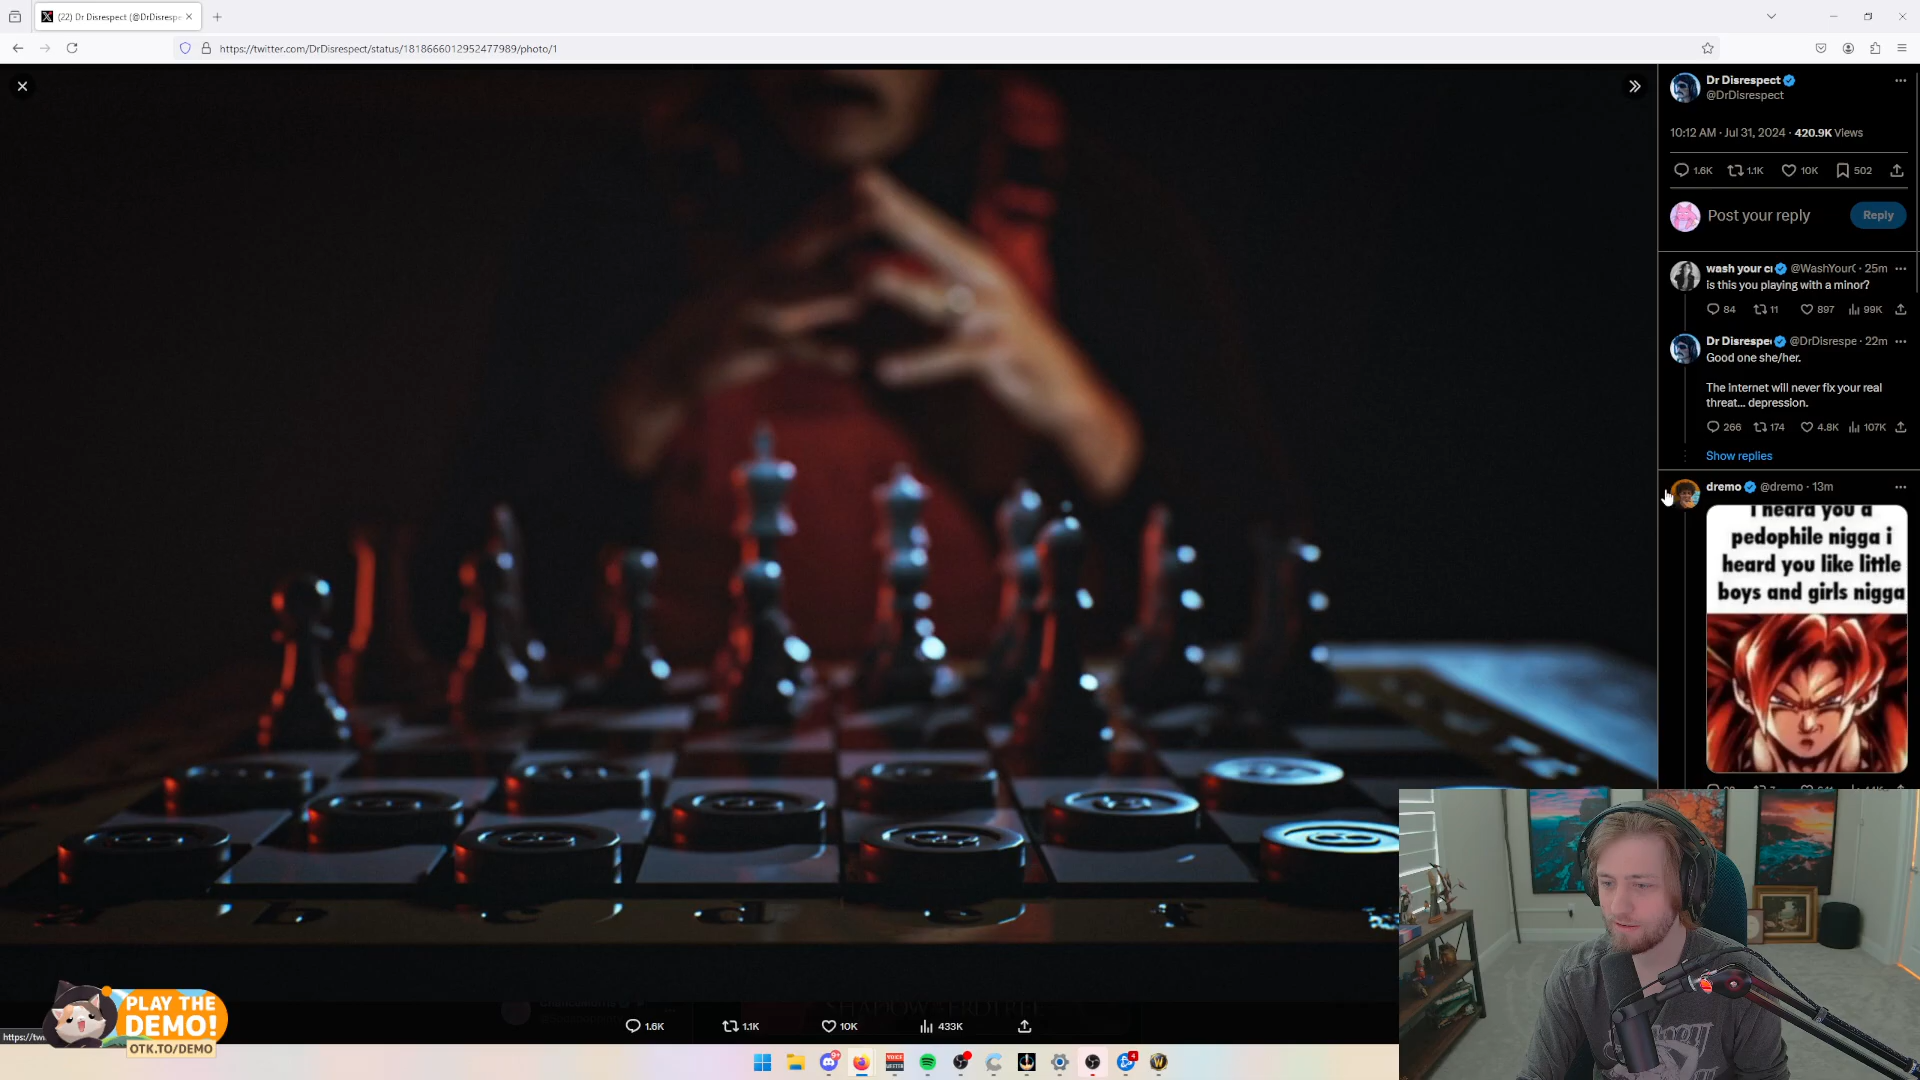 (22) Dr Disrespect (@DrDisrespe
https://twitter.com/DrDisrespect/status/1818666012952477989/photo/1
Dr Disrespect
@DrDisrespect
10:12 AM · Jul 31, 2024 · 420.9K Views
1.6K 1.1K 10K 502
Post your reply Reply
wash your cr @WashYourC · 25m
is this you playing with a minor?
84 11 897 99K
Dr Disrespe @DrDisrespe · 22m
Good one she/her.
The internet will never fix your real
threat... depression.
266 174 4.8K 107K
Show replies
dremo @dremo · 13m
I heard you a
pedophile nigga i
heard you like little
boys and girls nigga
a b c d e f
PLAY THE
DEMO!
OTK.TO/DEMO
https://tw
1.6K 1.1K 10K 433K